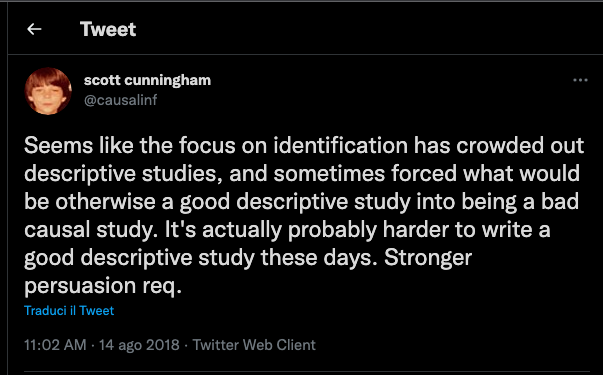 Tweet
scott cunningham
@causalinf
Seems like the focus on identification has crowded out
descriptive studies, and sometimes forced what would
be otherwise a good descriptive study into being a bad
causal study. It's actually probably harder to write a
good descriptive study these days. Stronger
persuasion req.
Traduci il Tweet
11:02 AM · 14 ago 2018 · Twitter Web Client